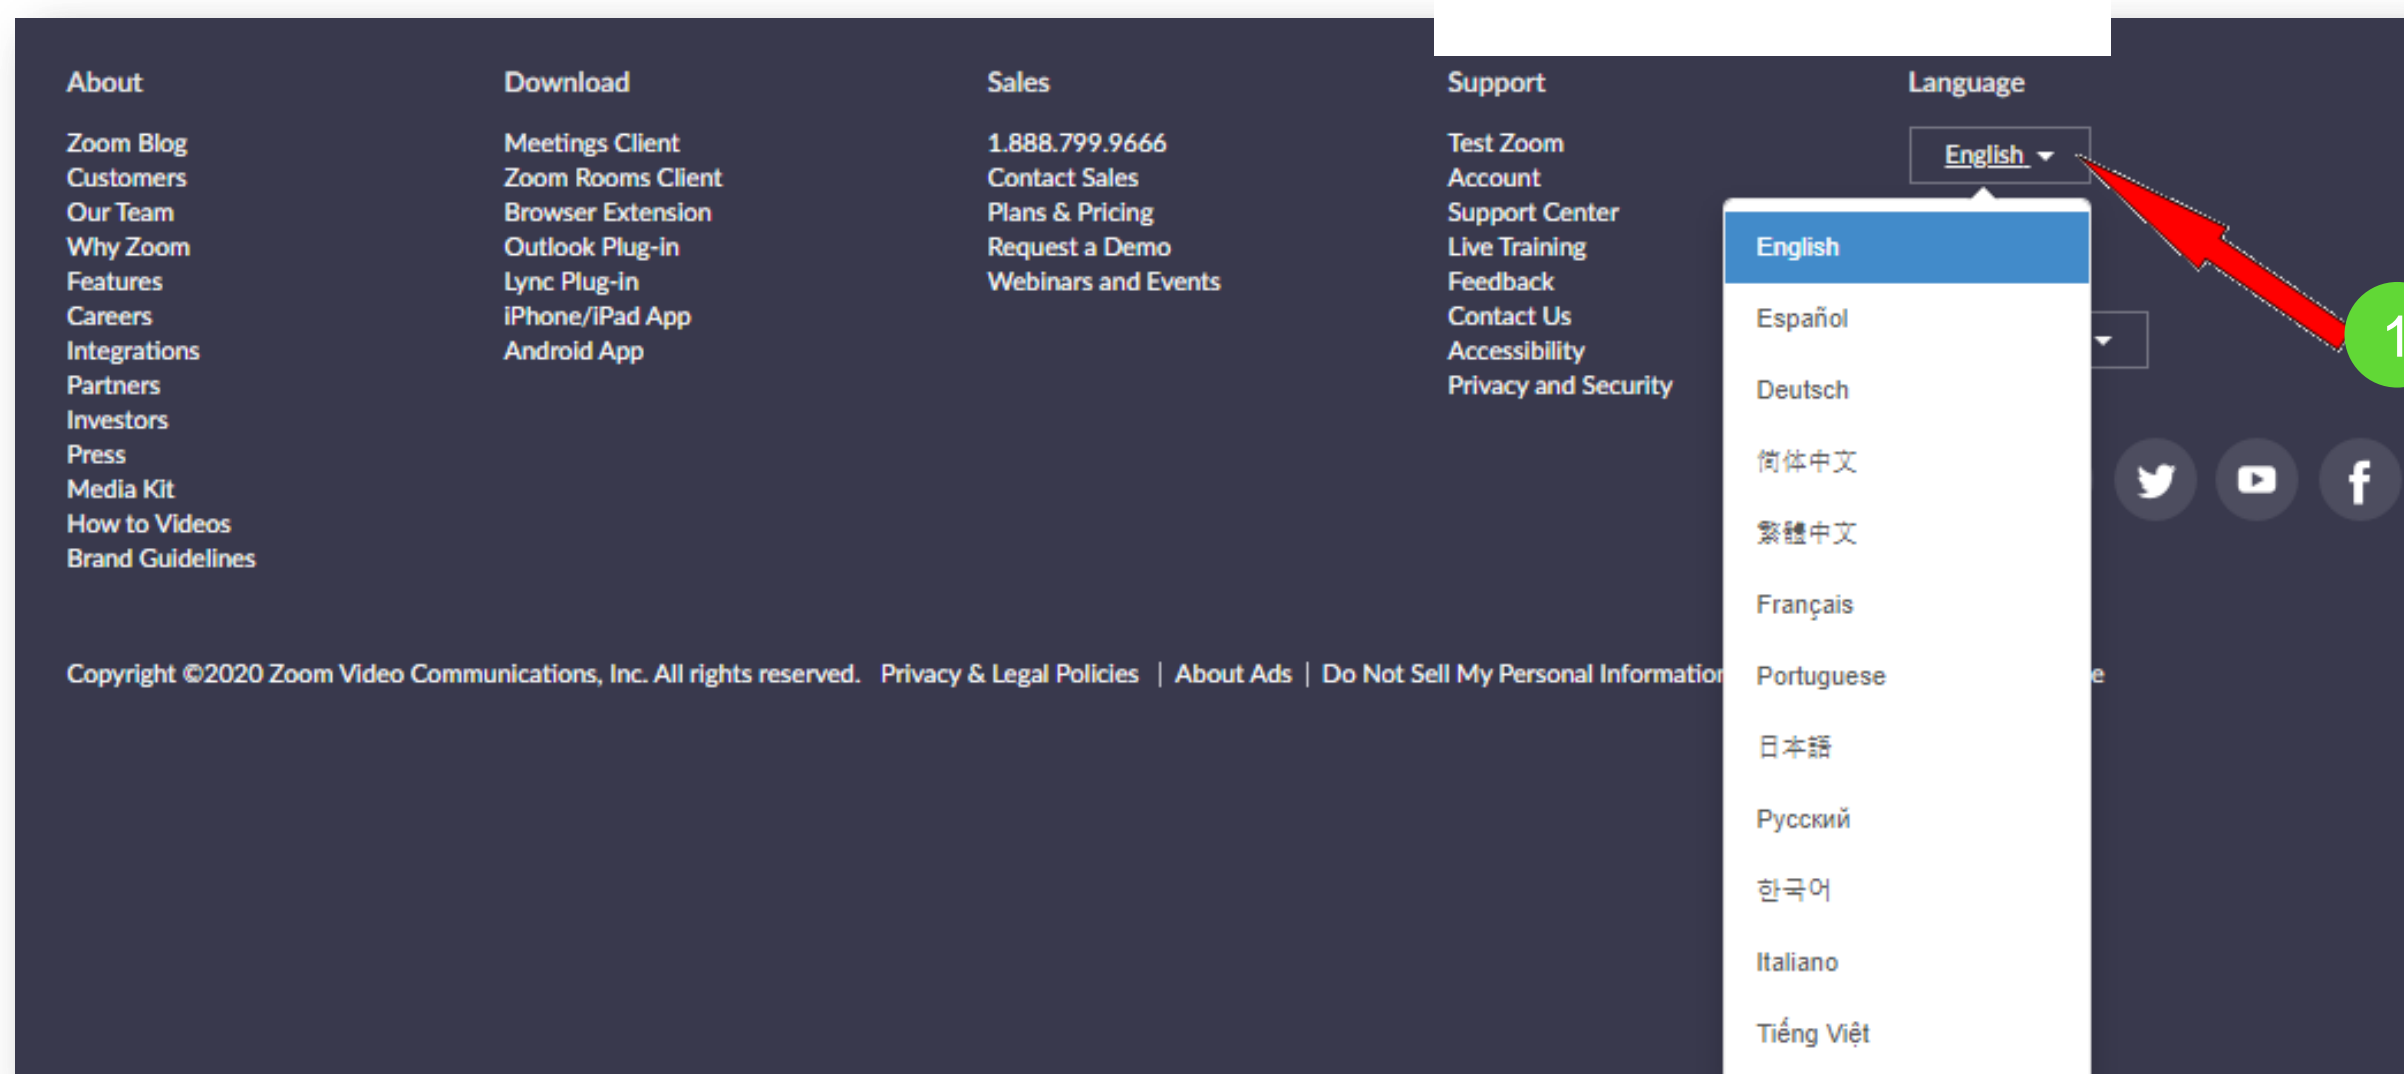 About
Zoom Blog
Customers
Our Team
Why Zoom
Features
Careers
Integrations
Partners
Investors
Press
Media Kit
How to Videos
Brand Guidelines
Download
Meetings Client
Zoom Rooms Client
Browser Extension
Outlook Plug-in
Lync Plug-in
iPhone/iPad App
Android App
Sales
1.888.799.9666
Contact Sales
Plans & Pricing
Request a Demo
Webinars and Events
Support
Test Zoom
Account
Support Center
Live Training
Feedback
Contact Us
Accessibility
Privacy and Security
Language
English
English
Español
Deutsch
简体中文
繁體中文
Français
Portuguese
日本語
Русский
한국어
Italiano
Tiếng Việt
1
Copyright ©2020 Zoom Video Communications, Inc. All rights reserved. Privacy & Legal Policies | About Ads | Do Not Sell My Personal Information